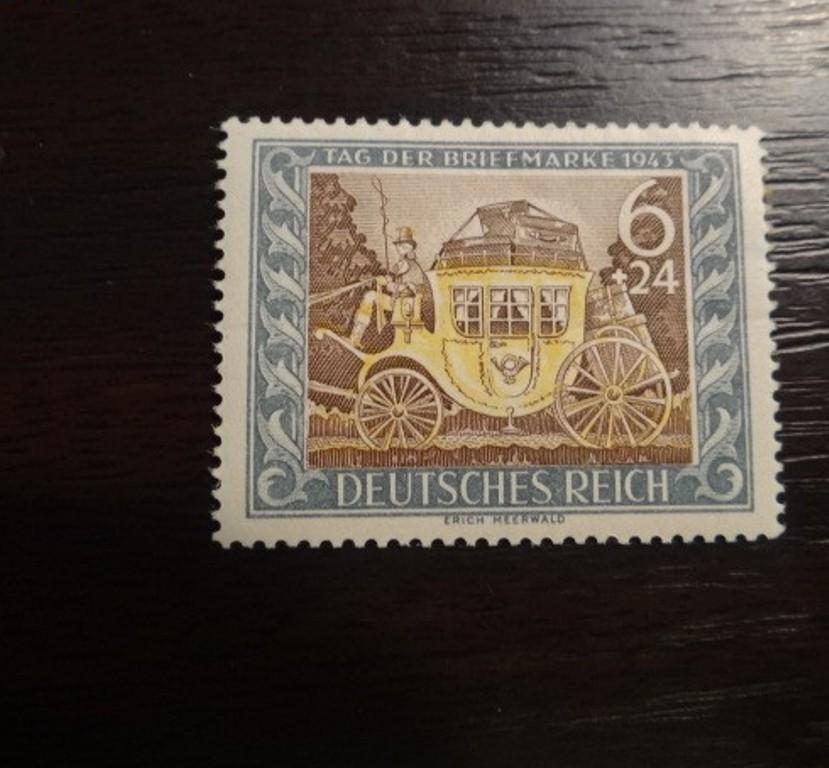 TAG DER BRIEFMARKE 1943
6
+24
DEUTSCHES REICH
ERICH MEERWALD